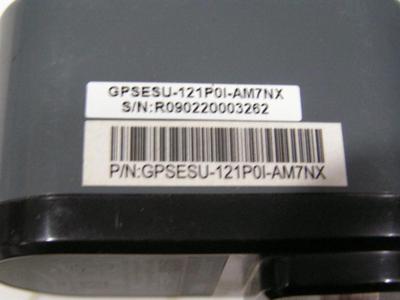 GPSESU-121P0I-AM7NX
S/N:R090220003262
P/N:GPSESU-121P0I-AM7NX